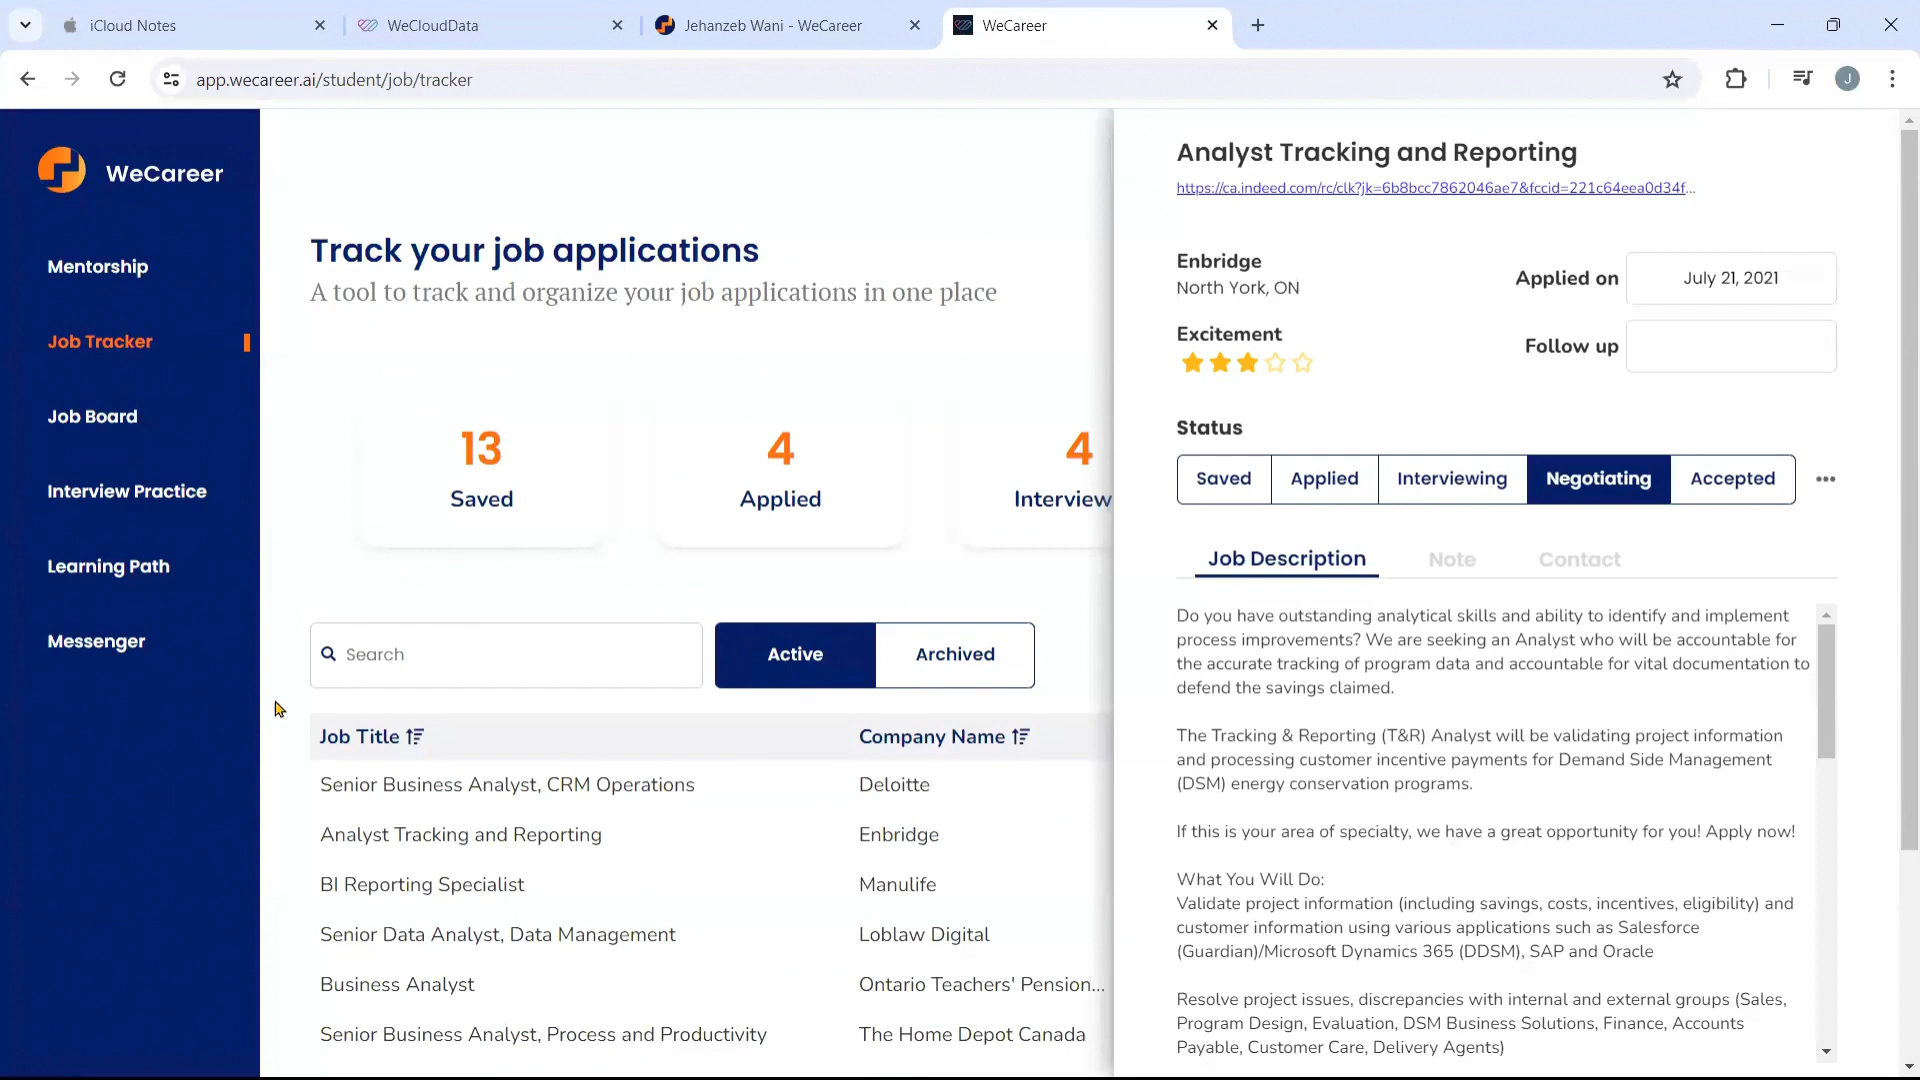 iCloud Notes
WeCloudData
Jehanzeb Wani - WeCareer
WeCareer
app.wecareer.ai/student/job/tracker
J
WeCareer
Mentorship
Job Tracker
Job Board
Interview Practice
Learning Path
Messenger
Track your job applications
A tool to track and organize your job applications in one place
13
Saved
4
Applied
4
Interview
Search
Active
Archived
Job Title
Company Name
Senior Business Analyst, CRM Operations
Deloitte
Analyst Tracking and Reporting
Enbridge
BI Reporting Specialist
Manulife
Senior Data Analyst, Data Management
Loblaw Digital
Business Analyst
Ontario Teachers' Pension...
Senior Business Analyst, Process and Productivity
The Home Depot Canada
Analyst Tracking and Reporting
https://ca.indeed.com/rc/clk?jk=6b8bcc7862046ae7&fccid=221c64eea0d34f...
Enbridge
North York, ON
Applied on
July 21, 2021
Excitement
Follow up
Status
Saved
Applied
Interviewing
Negotiating
Accepted
Job Description
Note
Contact
Do you have outstanding analytical skills and ability to identify and implement
process improvements? We are seeking an Analyst who will be accountable for
the accurate tracking of program data and accountable for vital documentation to
defend the savings claimed.
The Tracking & Reporting (T&R) Analyst will be validating project information
and processing customer incentive payments for Demand Side Management
(DSM) energy conservation programs.
If this is your area of specialty, we have a great opportunity for you! Apply now!
What You Will Do:
Validate project information (including savings, costs, incentives, eligibility) and
customer information using various applications such as Salesforce
(Guardian)/Microsoft Dynamics 365 (DDSM), SAP and Oracle
Resolve project issues, discrepancies with internal and external groups (Sales,
Program Design, Evaluation, DSM Business Solutions, Finance, Accounts
Payable, Customer Care, Delivery Agents)